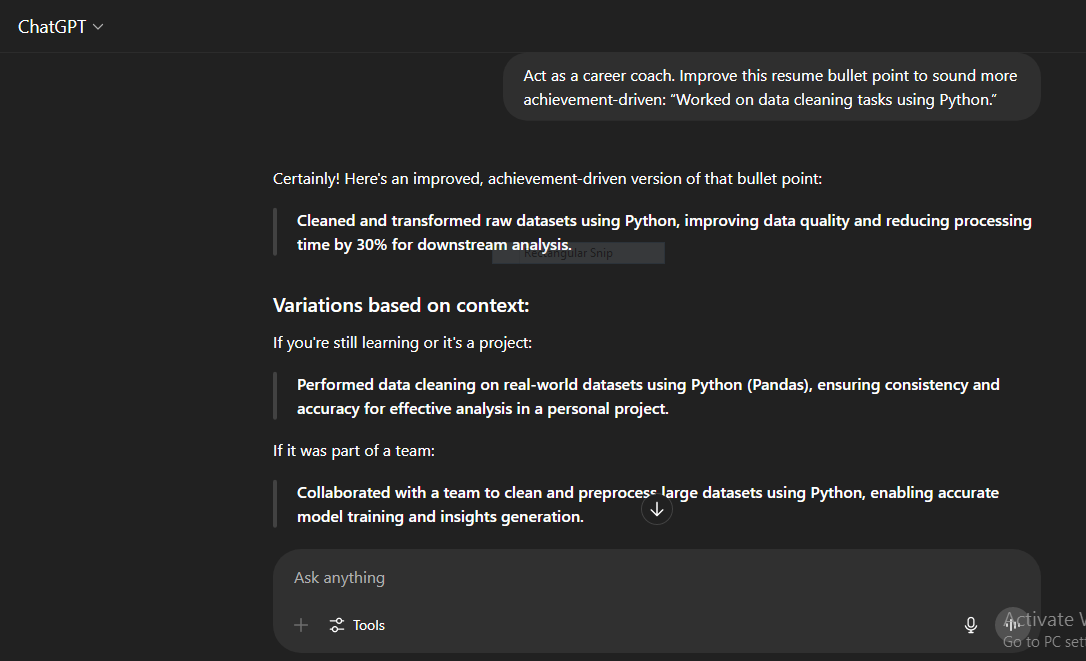 ChatGPT
Act as a career coach. Improve this resume bullet point to sound more
achievement-driven: “Worked on data cleaning tasks using Python.”
Certainly! Here's an improved, achievement-driven version of that bullet point:
Cleaned and transformed raw datasets using Python, improving data quality and reducing processing
time by 30% for downstream analysis.
Rectangular Snip
Variations based on context:
If you're still learning or it's a project:
Performed data cleaning on real-world datasets using Python (Pandas), ensuring consistency and
accuracy for effective analysis in a personal project.
If it was part of a team:
Collaborated with a team to clean and preprocess large datasets using Python, enabling accurate
model training and insights generation.
Ask anything
Tools
Activate W
Go to PC sett